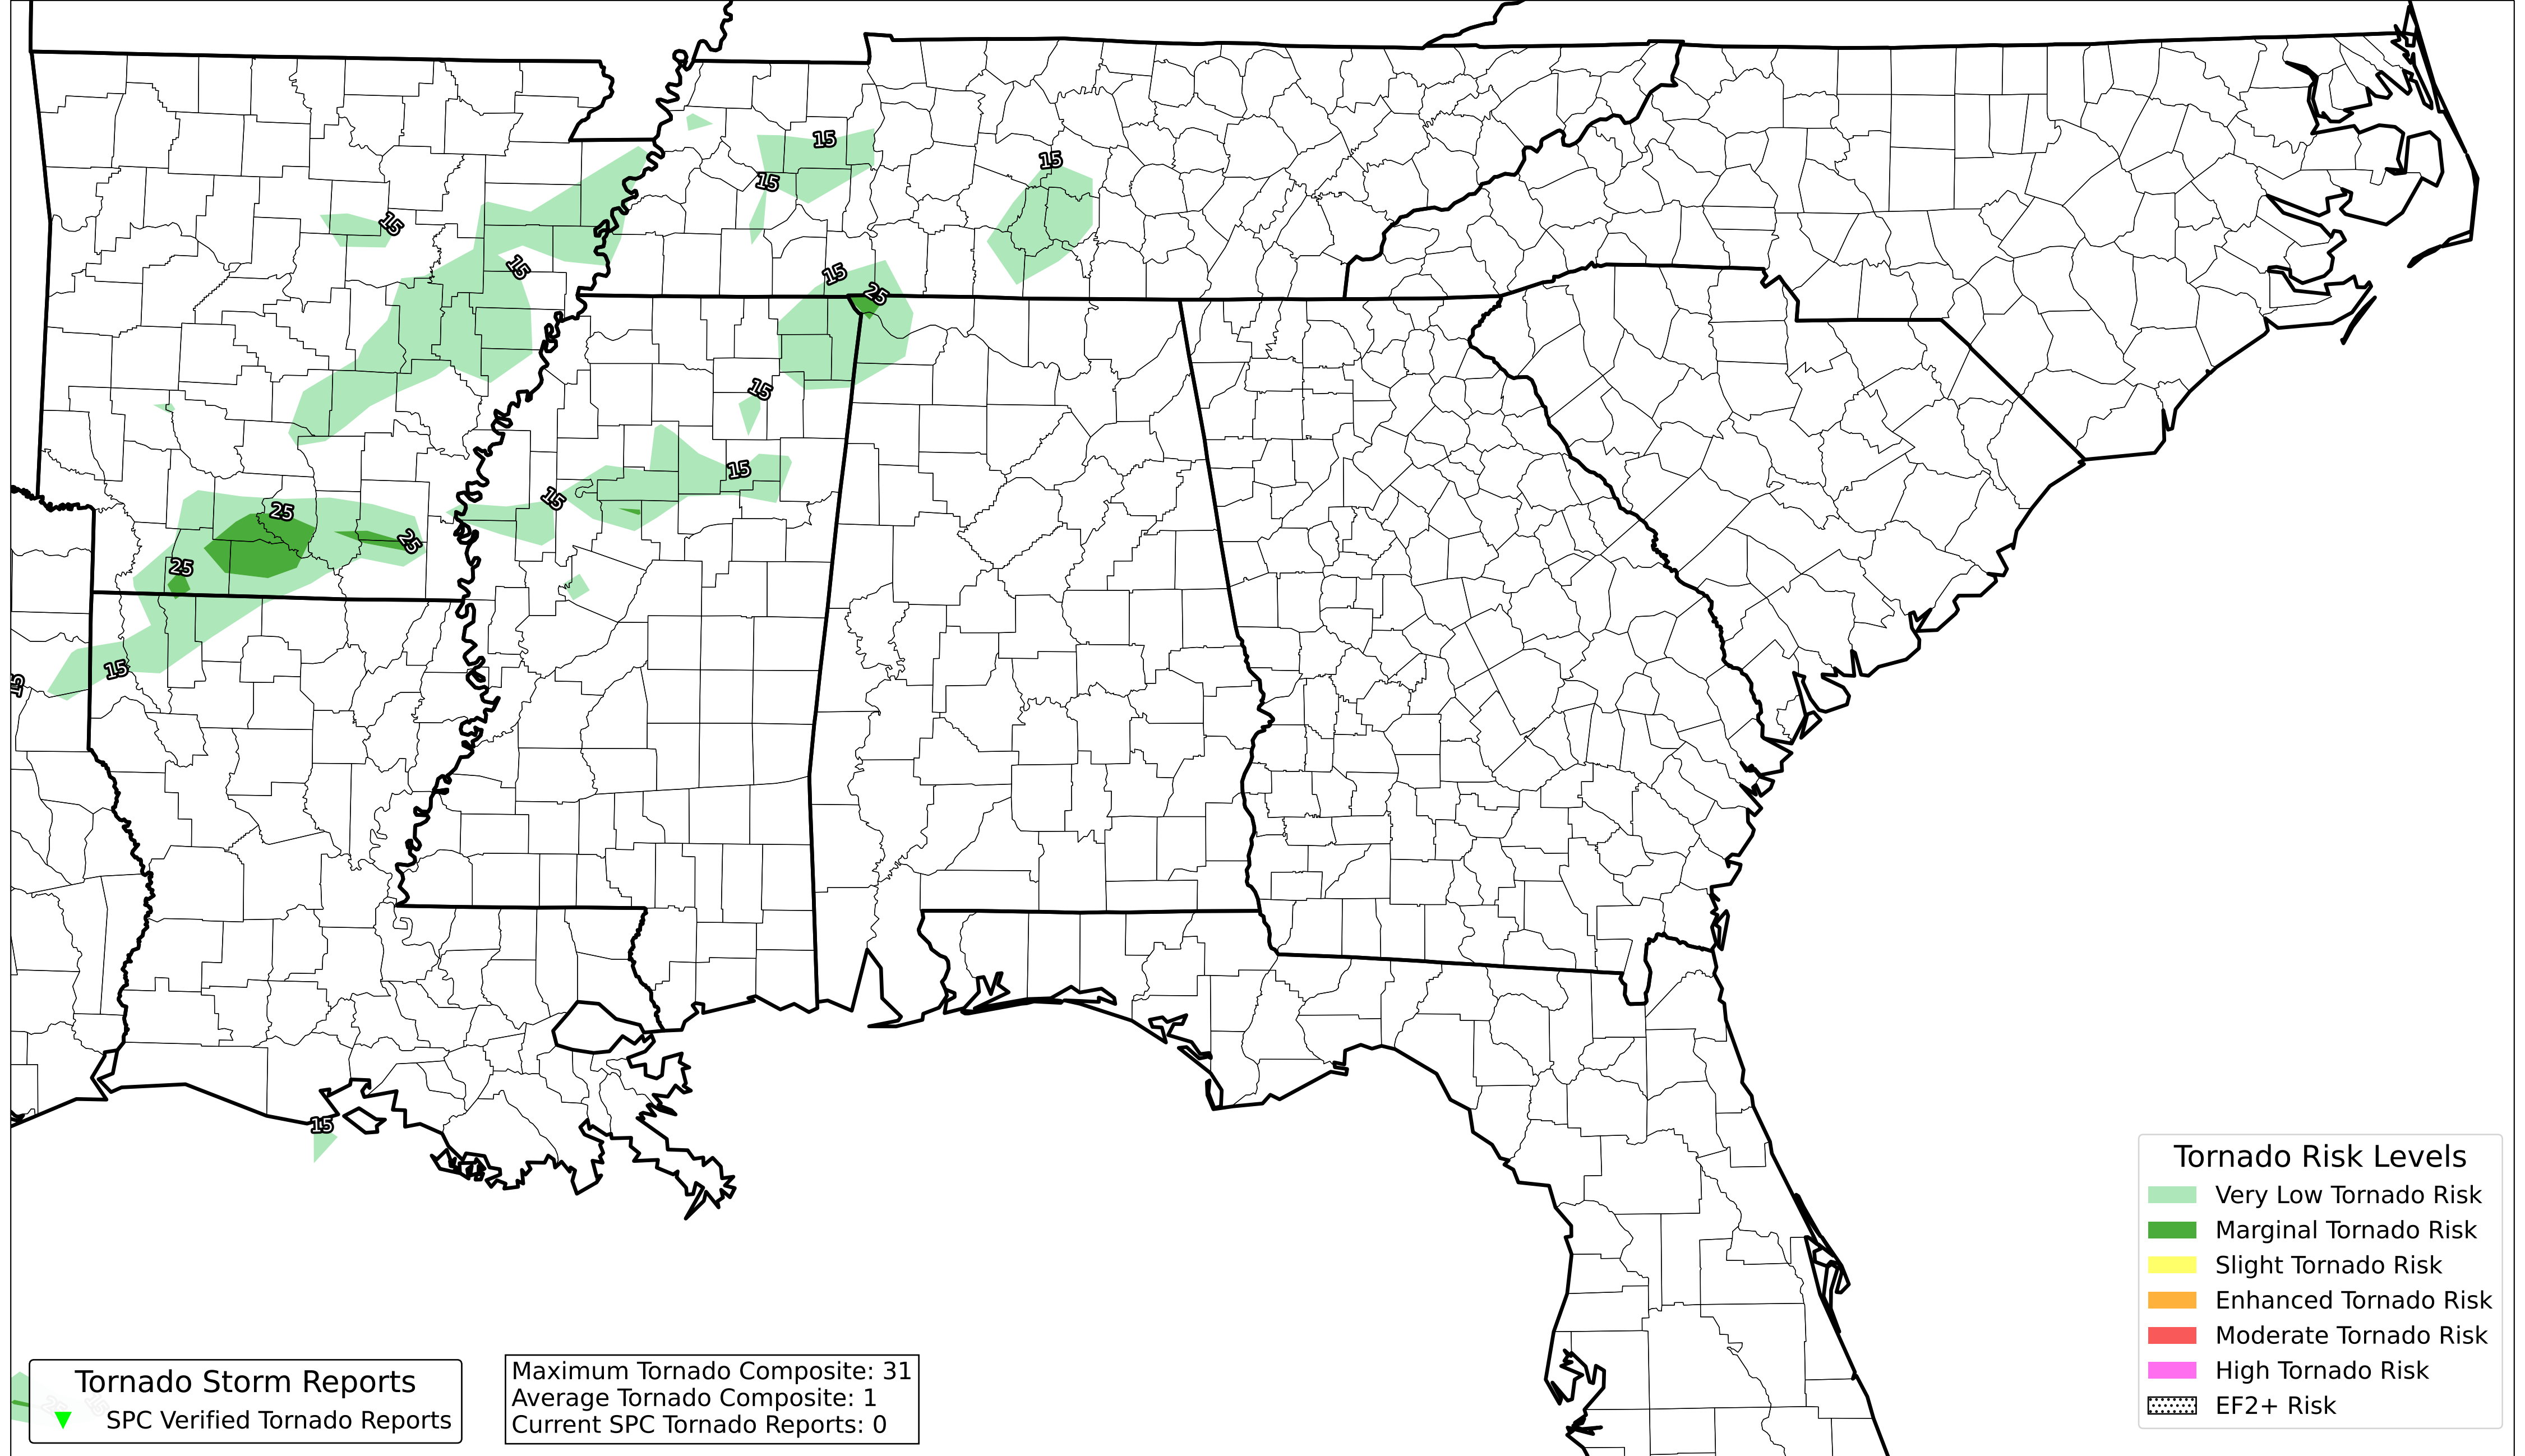 15
15
15
15
15
15
25
15
15
15
25
25
25
15
15
15
Tornado Risk Levels
Very Low Tornado Risk
Marginal Tornado Risk
Slight Tornado Risk
Enhanced Tornado Risk
Moderate Tornado Risk
High Tornado Risk
EF2+ Risk
Tornado Storm Reports
SPC Verified Tornado Reports
Maximum Tornado Composite: 31
Average Tornado Composite: 1
Current SPC Tornado Reports: 0